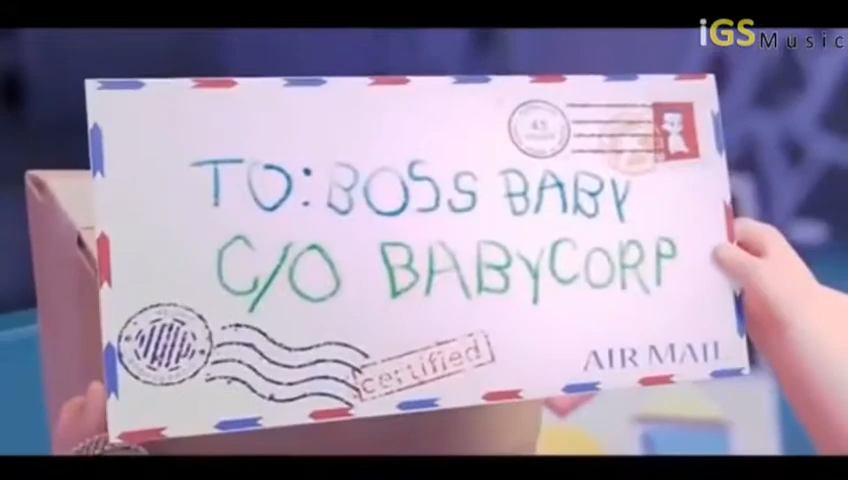 iGS Music
45
TO: BOSS BABY
C/O BABYCORP
certified
AIR MAIL